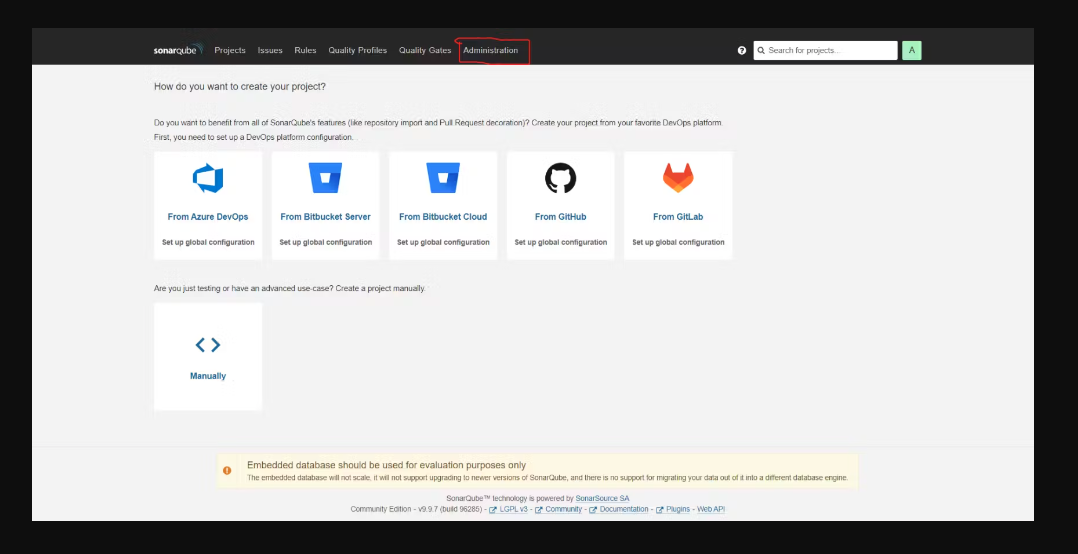 sonarqube Projects Issues Rules Quality Profiles Quality Gates Administration ? Search for projects... A
How do you want to create your project?
Do you want to benefit from all of SonarQube's features (like repository import and Pull Request decoration)? Create your project from your favorite DevOps platform.
First, you need to set up a DevOps platform configuration.
From Azure DevOps From Bitbucket Server From Bitbucket Cloud From GitHub From GitLab
Set up global configuration Set up global configuration Set up global configuration Set up global configuration Set up global configuration
Are you just testing or have an advanced use-case? Create a project manually.
Manually
Embedded database should be used for evaluation purposes only
The embedded database will not scale, it will not support upgrading to newer versions of SonarQube, and there is no support for migrating your data out of it into a different database engine.
SonarQube™ technology is powered by SonarSource SA
Community Edition - v9.9.7 (build 96285) - LGPL v3 - Community - Documentation - Plugins - Web API